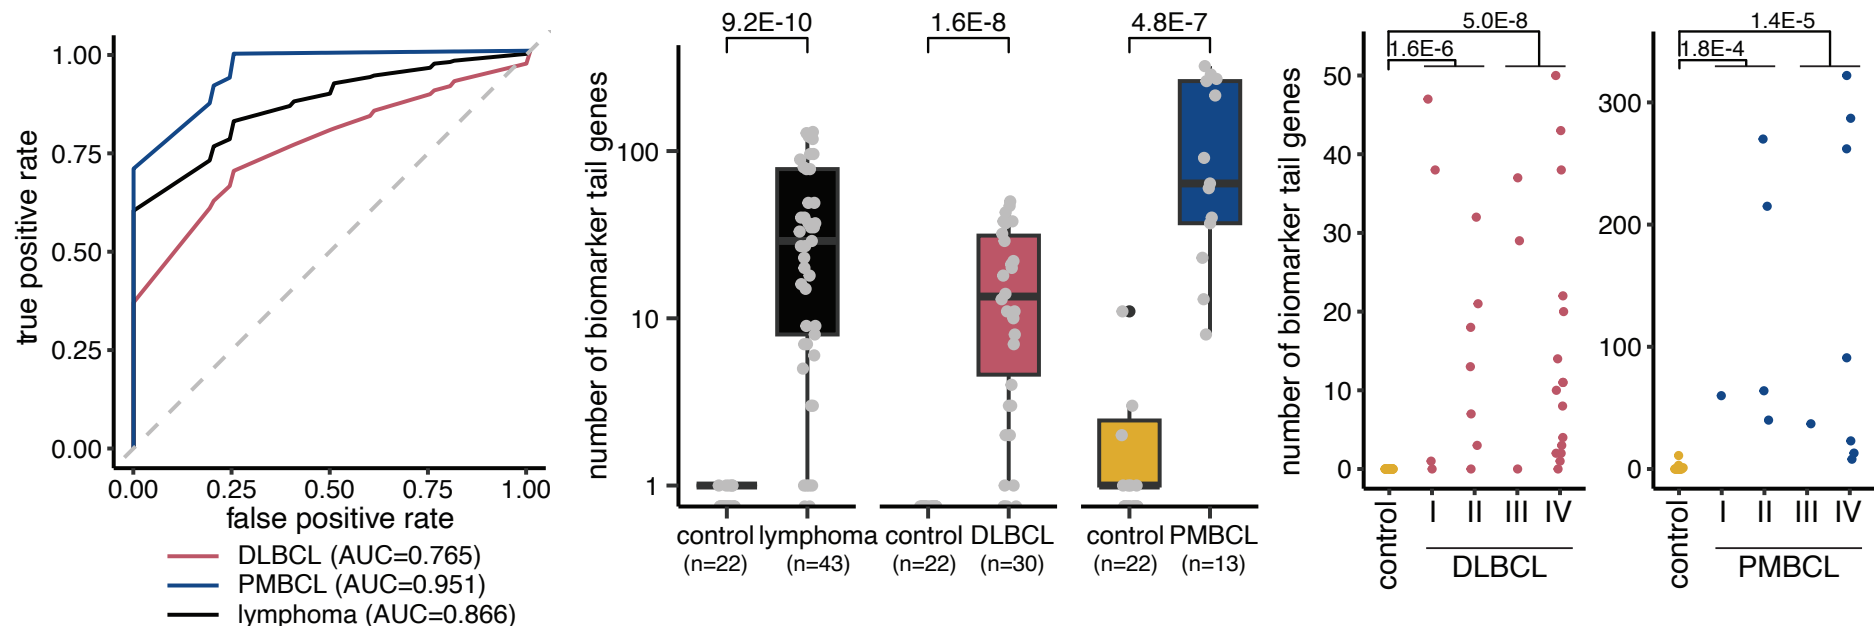 true positive rate
1.00
0.75
0.50
0.25
0.00
0.00 0.25 0.50 0.75 1.00
false positive rate
DLBCL (AUC=0.765)
PMBCL (AUC=0.951)
lymphoma (AUC=0.866)
number of biomarker tail genes
100
10
1
9.2E-10 1.6E-8 4.8E-7
control lymphoma control DLBCL control PMBCL
(n=22) (n=43) (n=22) (n=30) (n=22) (n=13)
number of biomarker tail genes
50
40
30
20
10
0
5.0E-8
1.6E-6
control I II III IV
DLBCL
300
200
100
0
1.4E-5
1.8E-4
control I II III IV
PMBCL